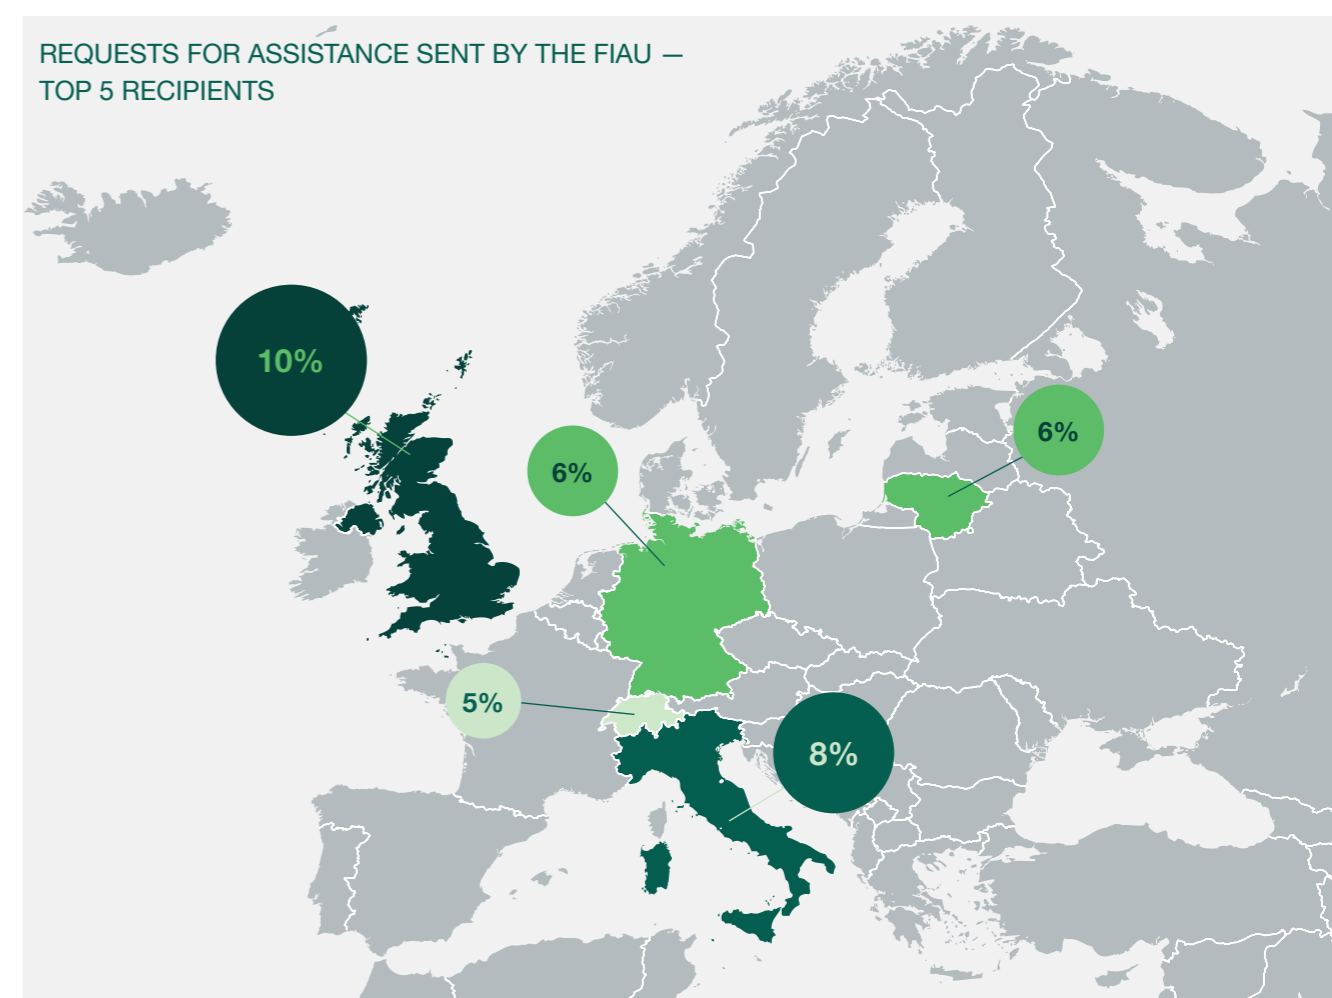 REQUESTS FOR ASSISTANCE SENT BY THE FIAU —
TOP 5 RECIPIENTS
10%
6%
6%
5%
8%